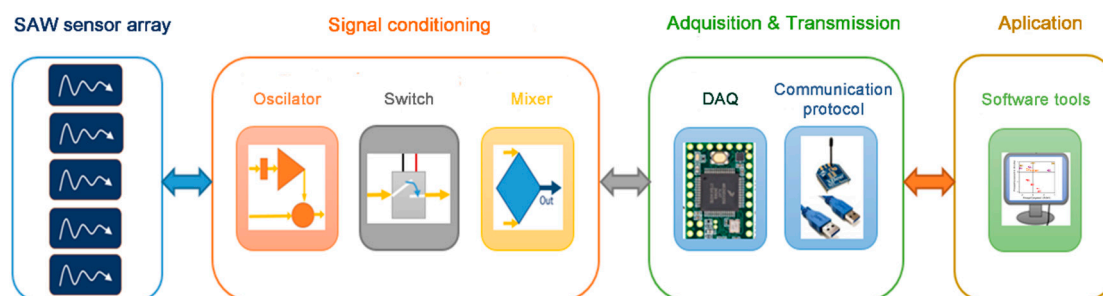 SAW sensor array
Signal conditioning
Adquisition & Transmission
Aplication
Oscilator
Switch
Mixer
DAQ
Communication
protocol
Software tools
Out